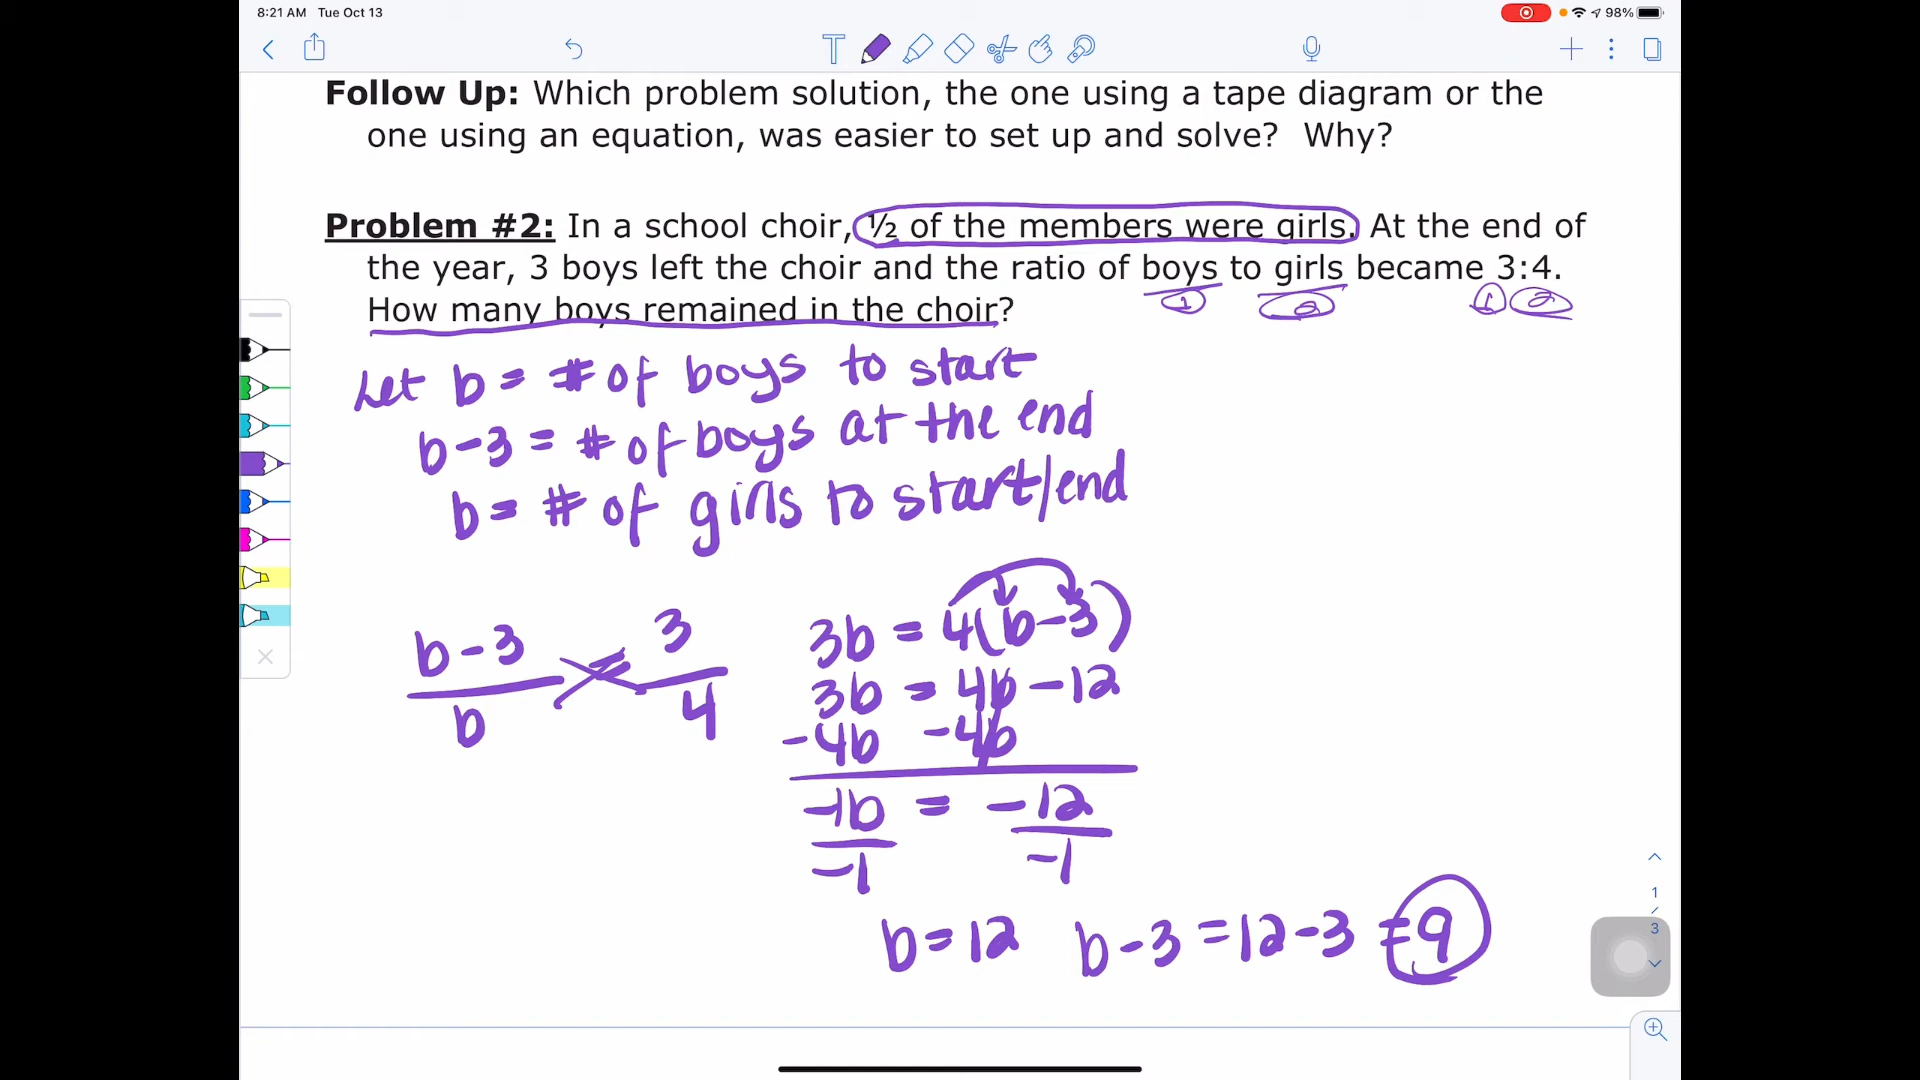 8:21 AM Tue Oct 13
98%
T
Follow Up: Which problem solution, the one using a tape diagram or the
one using an equation, was easier to set up and solve? Why?
Problem #2: In a school choir, ½ of the members were girls. At the end of
the year, 3 boys left the choir and the ratio of boys to girls became 3:4.
How many boys remained in the choir?
1 2 1 2
Let b = # of boys to start
b-3 = # of boys at the end
b = # of girls to start/end
b-3 = 3
b 4
3b = 4(b-3)
3b = 4b -12
-4b -4b
-1b = -12
-1 -1
b=12 b-3=12-3 =9
1
/
3